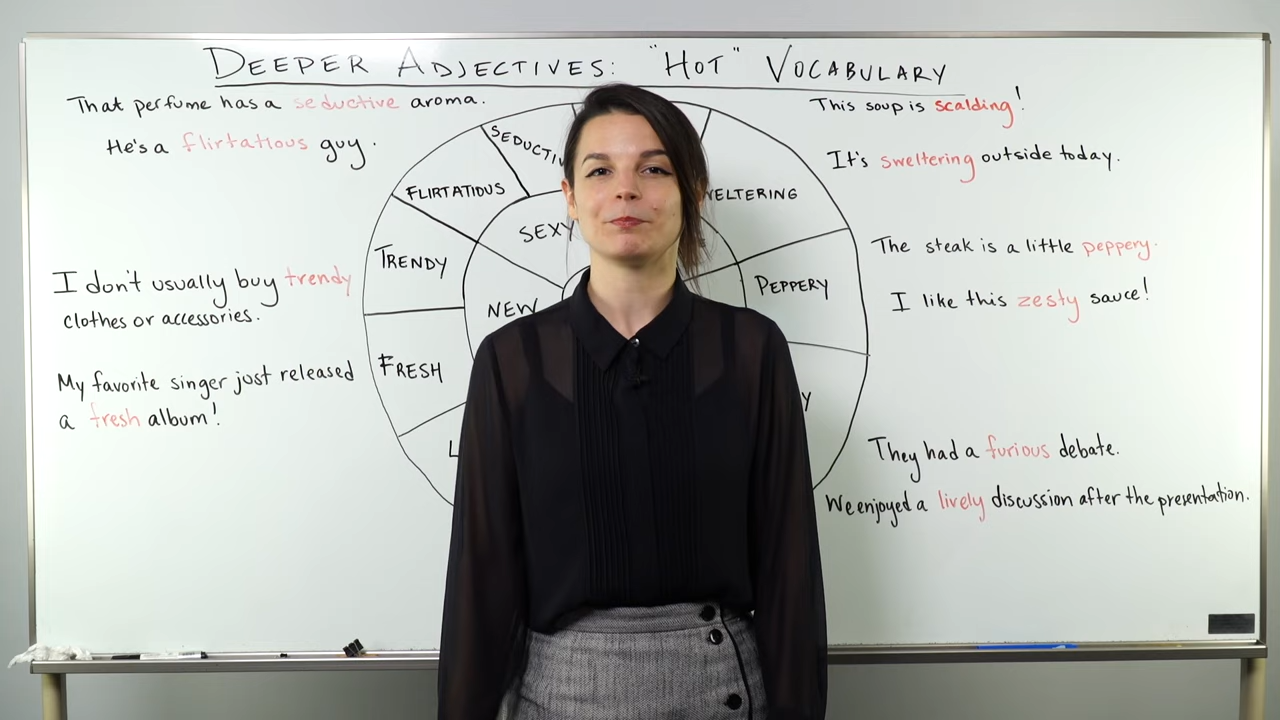 DEEPER ADJECTIVES: "HOT" VOCABULARY
That perfume has a seductive aroma.
He's a flirtatious guy.
I don't usually buy trendy
clothes or accessories.
My favorite singer just released
a fresh album!
SEDUCTIV
FLIRTATIOUS
SEXY
TRENDY
NEW
FRESH
L
WELTERING
PEPPERY
Y
This soup is scalding!
It's sweltering outside today.
The steak is a little peppery.
I like this zesty sauce!
They had a furious debate.
We enjoyed a lively discussion after the presentation.